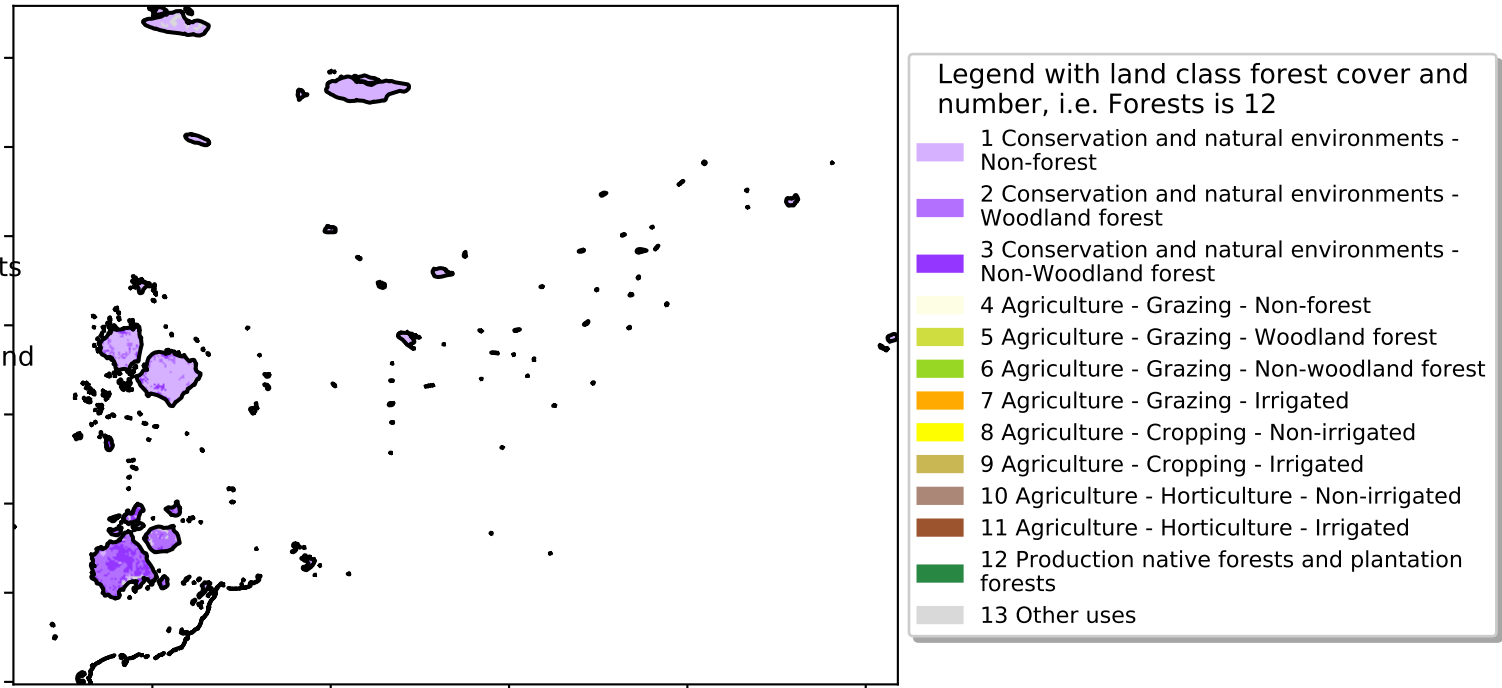 ts
nd
Legend with land class forest cover and
number, i.e. Forests is 12
1 Conservation and natural environments -
Non-forest
2 Conservation and natural environments -
Woodland forest
3 Conservation and natural environments -
Non-Woodland forest
4 Agriculture - Grazing - Non-forest
5 Agriculture - Grazing - Woodland forest
6 Agriculture - Grazing - Non-woodland forest
7 Agriculture - Grazing - Irrigated
8 Agriculture - Cropping - Non-irrigated
9 Agriculture - Cropping - Irrigated
10 Agriculture - Horticulture - Non-irrigated
11 Agriculture - Horticulture - Irrigated
12 Production native forests and plantation
forests
13 Other uses